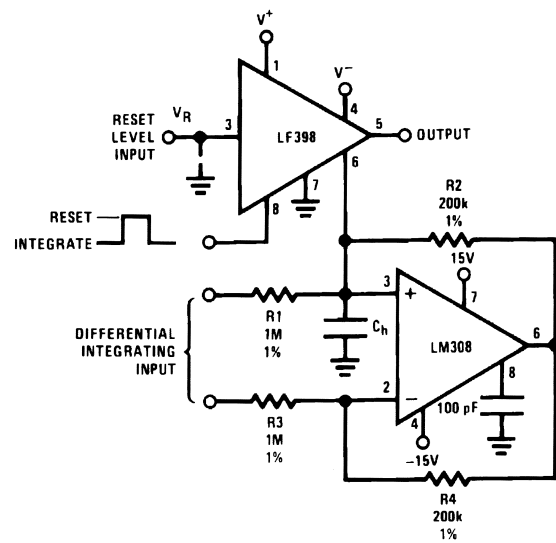 V+
1
V−
4
RESET
LEVEL
INPUT
VR
3
LF398
5
OUTPUT
6
7
8
RESET
INTEGRATE
R2
200k
1%
15V
7
3
+
R1
1M
1%
Ch
DIFFERENTIAL
INTEGRATING
INPUT
LM308
6
8
2
−
100 pF
4
R3
1M
1%
−15V
R4
200k
1%